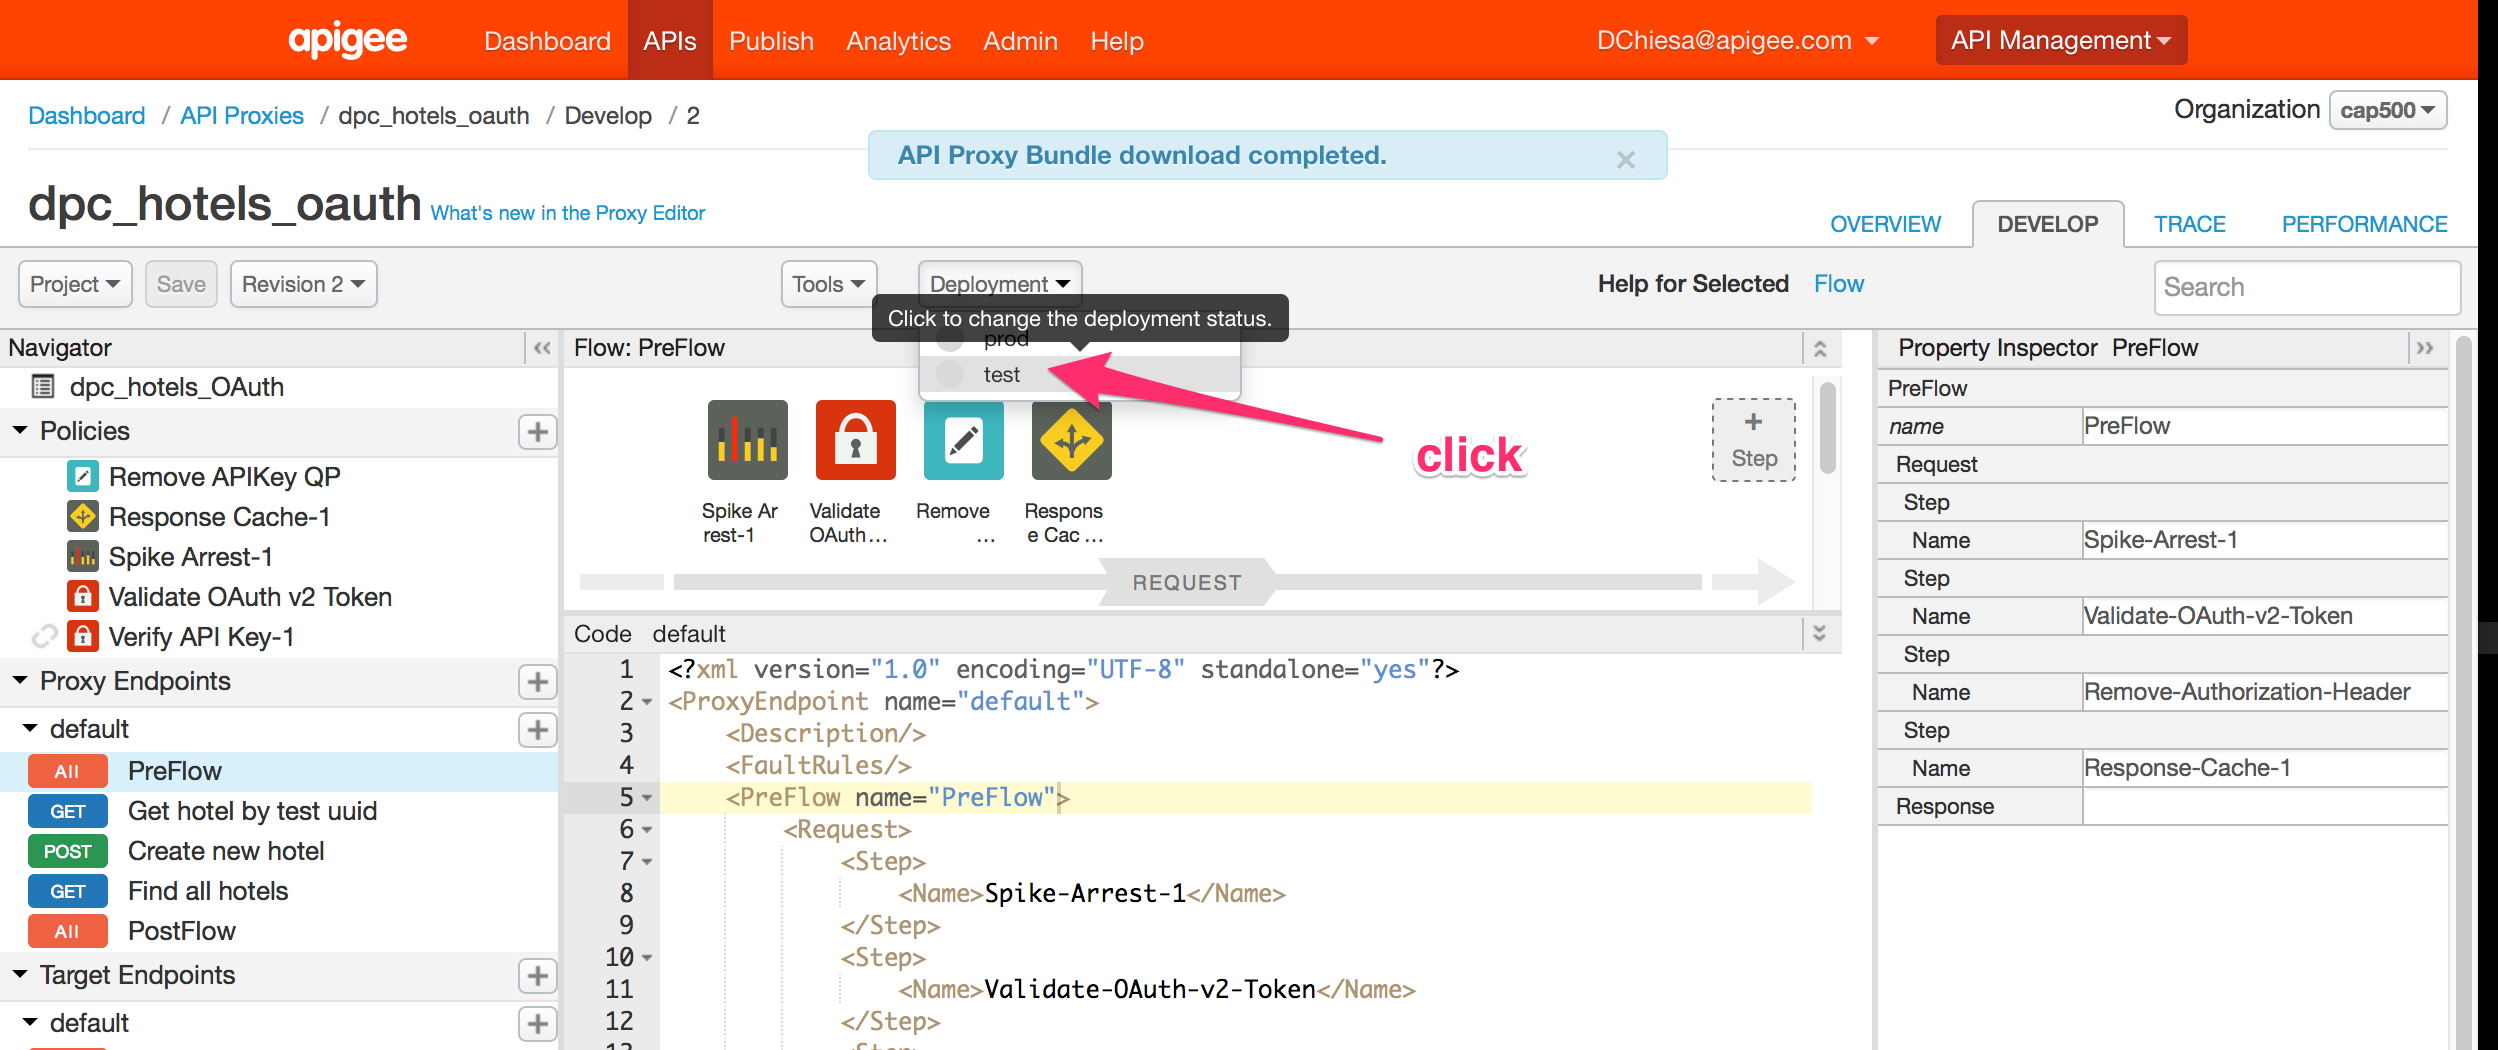 apigee Dashboard APIs Publish Analytics Admin Help DChiesa@apigee.com API Management
Dashboard / API Proxies / dpc_hotels_oauth / Develop / 2 Organization cap500
API Proxy Bundle download completed. ×
dpc_hotels_oauth What's new in the Proxy Editor
OVERVIEW DEVELOP TRACE PERFORMANCE
Project Save Revision 2 Tools Deployment Help for Selected Flow Search
Click to change the deployment status.
prod
test
click
Navigator
dpc_hotels_OAuth
Policies
Remove APIKey QP
Response Cache-1
Spike Arrest-1
Validate OAuth v2 Token
Verify API Key-1
Proxy Endpoints
default
All PreFlow
GET Get hotel by test uuid
POST Create new hotel
GET Find all hotels
All PostFlow
Target Endpoints
default
Flow: PreFlow
Spike Ar
rest-1
Validate
OAuth...
Remove
...
Respons
e Cac ...
+
Step
REQUEST
Code default
1 <?xml version="1.0" encoding="UTF-8" standalone="yes"?>
2 <ProxyEndpoint name="default">
3 <Description/>
4 <FaultRules/>
5 <PreFlow name="PreFlow">
6 <Request>
7 <Step>
8 <Name>Spike-Arrest-1</Name>
9 </Step>
10 <Step>
11 <Name>Validate-OAuth-v2-Token</Name>
12 </Step>
13 <Step>
Property Inspector PreFlow
PreFlow
name PreFlow
Request
Step
Name Spike-Arrest-1
Step
Name Validate-OAuth-v2-Token
Step
Name Remove-Authorization-Header
Step
Name Response-Cache-1
Response